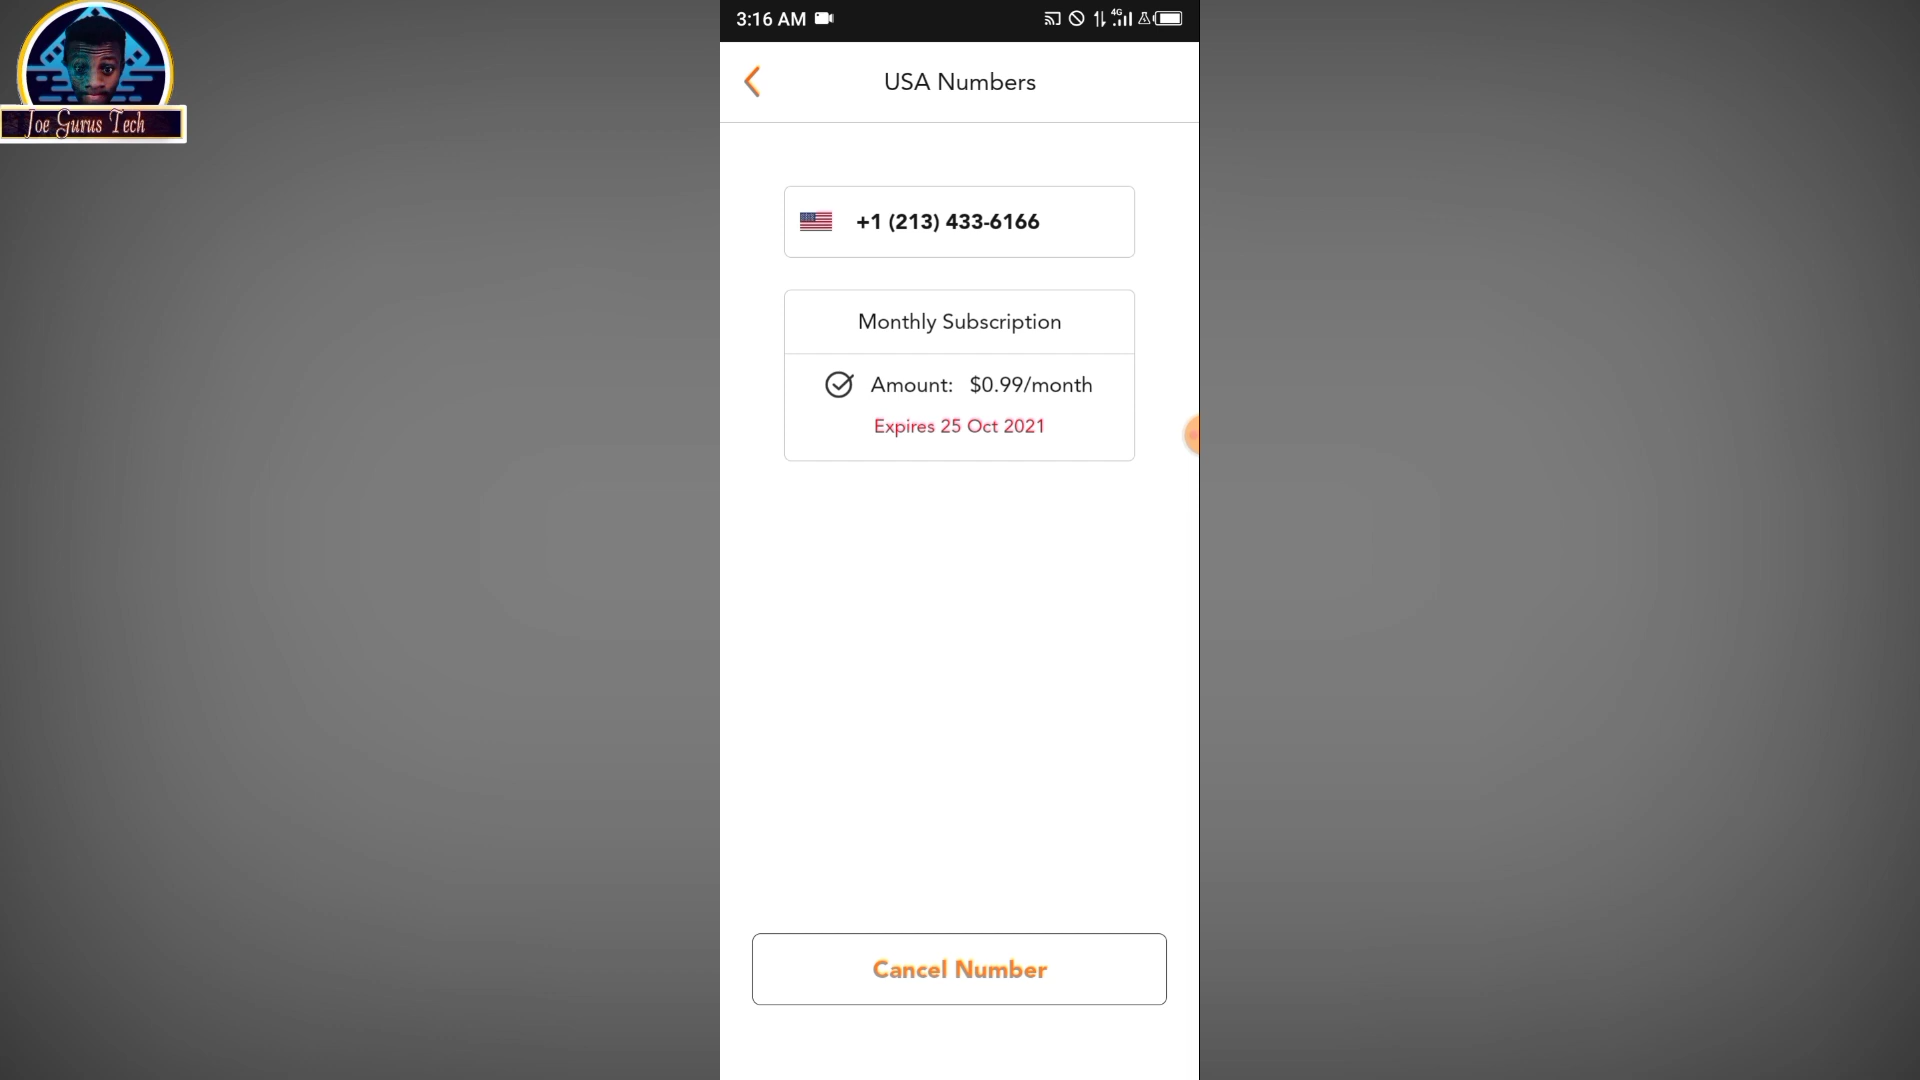 Joe Gurus Tech
3:16 AM
4G
USA Numbers
+1 (213) 433-6166
Monthly Subscription
Amount: $0.99/month
Expires 25 Oct 2021
Cancel Number